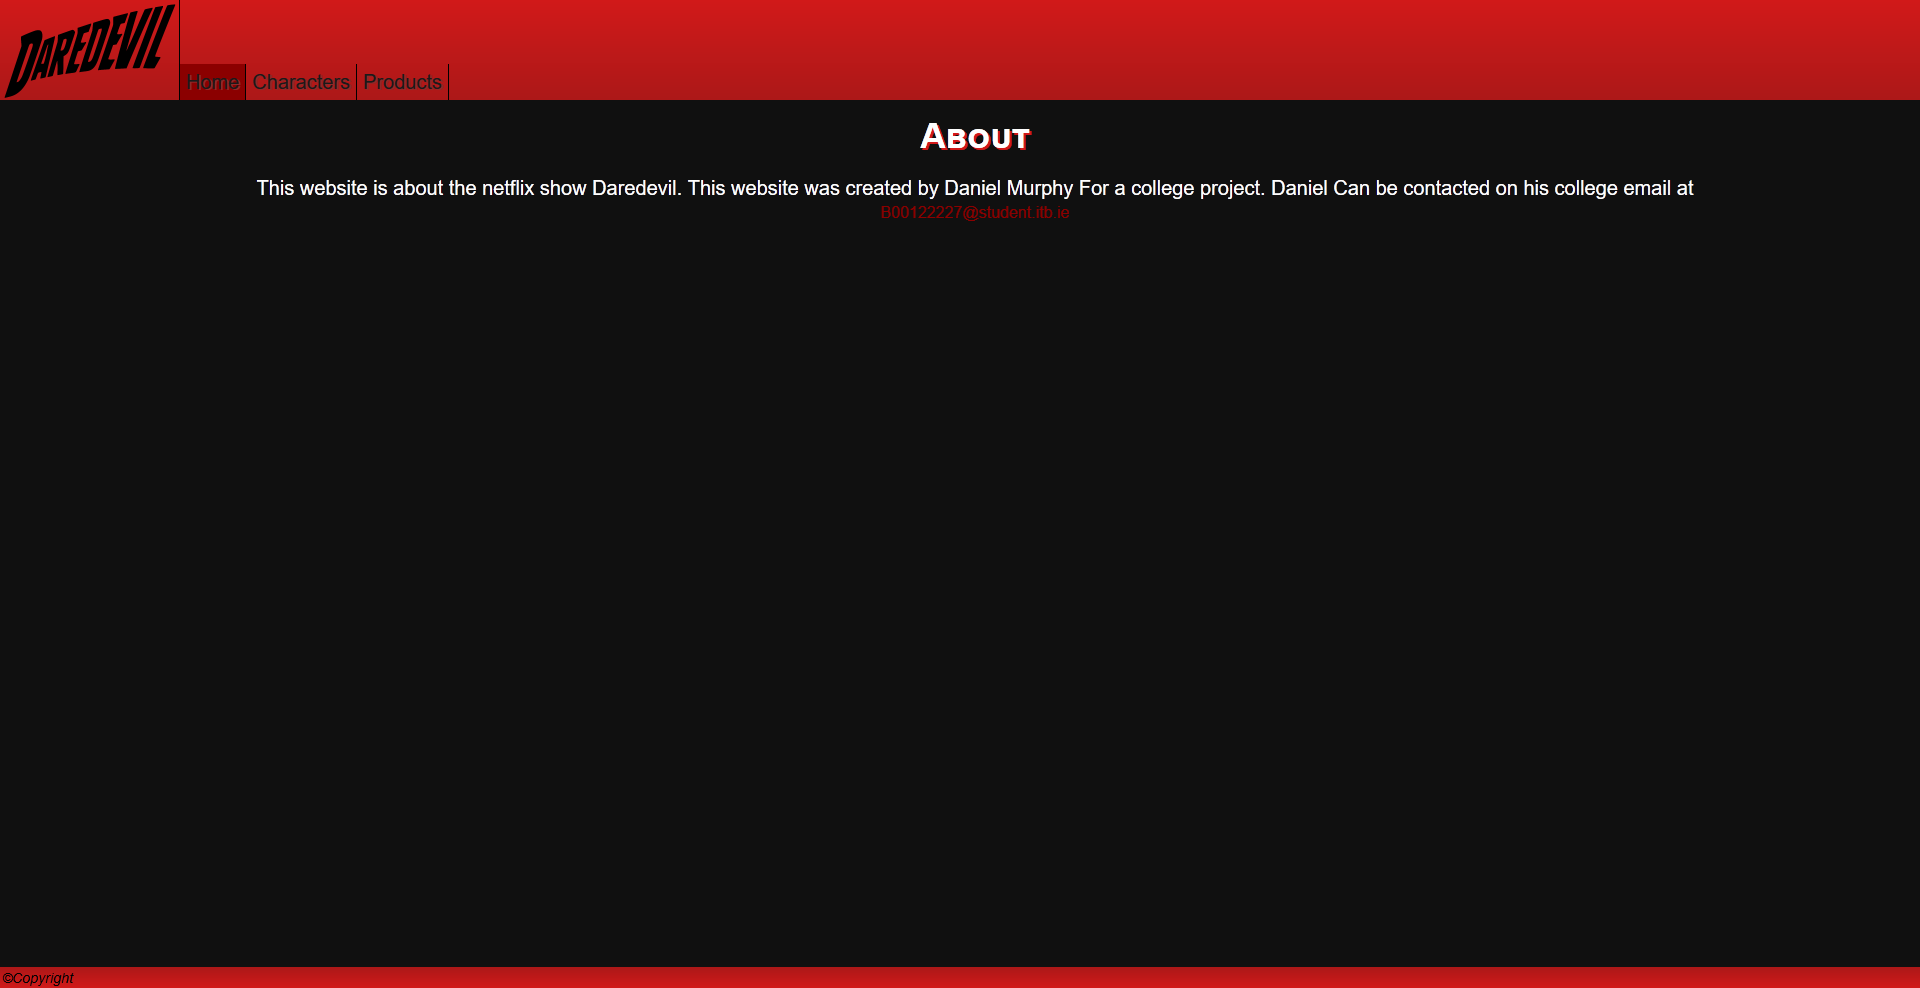 DAREDEVIL
Home Characters Products
About
This website is about the netflix show Daredevil. This website was created by Daniel Murphy For a college project. Daniel Can be contacted on his college email at
B00122227@student.itb.ie
©Copyright